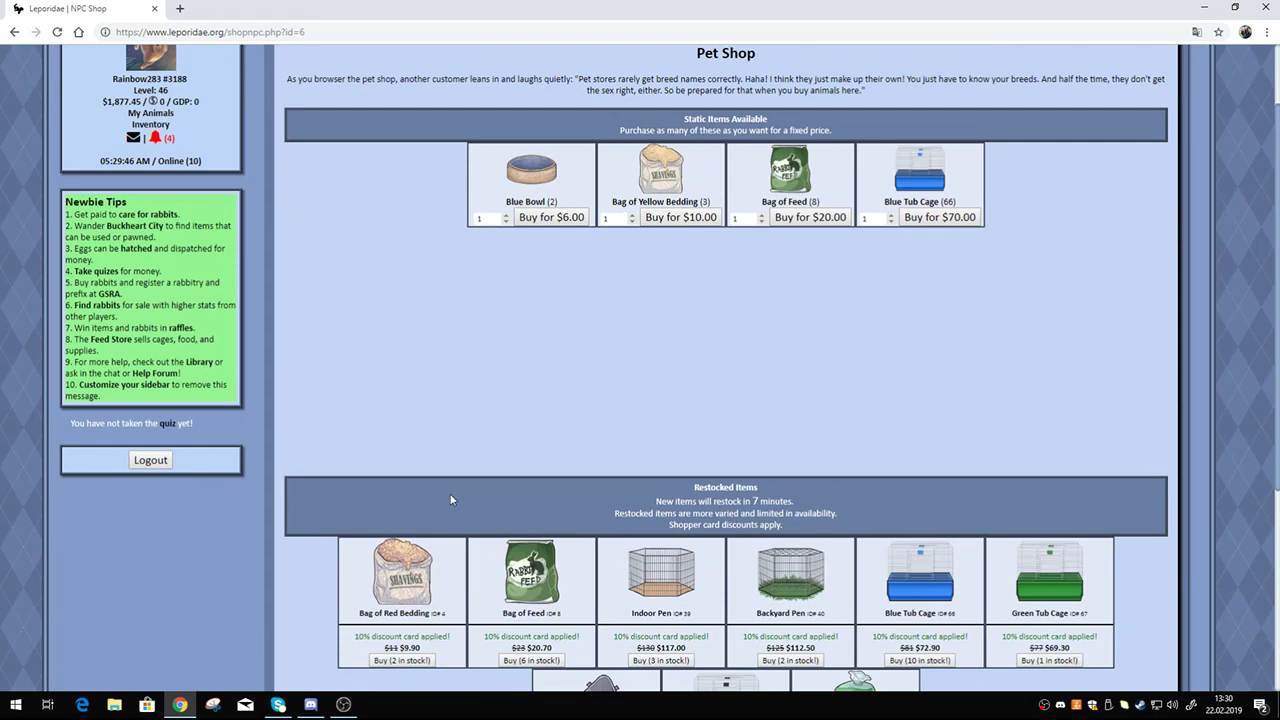 Leporidae | NPC Shop
https://www.leporidae.org/shopnpc.php?id=6
Rainbow283 #3188
Level: 46
$1,877.45 / 0 / GDP: 0
My Animals
Inventory
| (4)
05:29:46 AM / Online (10)
Newbie Tips
1. Get paid to care for rabbits.
2. Wander Buckheart City to find items
that can be used or pawned.
3. Eggs can be hatched and dispatched for
money.
4. Take quizes for money.
5. Buy rabbits and register a rabbitry and
prefix at GSRA.
6. Find rabbits for sale with higher stats from
other players.
7. Win items and rabbits in raffles.
8. The Feed Store sells cages, food, and
supplies.
9. For more help, check out the Library or
ask in the chat or Help Forum!
10. Customize your sidebar to remove this
message.
You have not taken the quiz yet!
Logout
Pet Shop
As you browser the pet shop, another customer leans in and laughs quietly: "Pet stores rarely get breed names correctly. Haha! I think they just make up their own! You just have to know your breeds. And half the time, they don't get
the sex right, either. So be prepared for that when you buy animals here."
Static Items Available
Purchase as many of these as you want for a fixed price.
SHAVINGS
RABBIT FEED
Blue Bowl (2) Bag of Yellow Bedding (3) Bag of Feed (8) Blue Tub Cage (66)
1 Buy for $6.00 1 Buy for $10.00 1 Buy for $20.00 1 Buy for $70.00
Restocked Items
New items will restock in 7 minutes.
Restocked items are more varied and limited in availability.
Shopper card discounts apply.
SHAVINGS
RABBIT FEED
Bag of Red Bedding ID# 4 Bag of Feed ID# 8 Indoor Pen ID# 39 Backyard Pen ID# 40 Blue Tub Cage ID# 66 Green Tub Cage ID# 67
10% discount card applied! 10% discount card applied! 10% discount card applied! 10% discount card applied! 10% discount card applied! 10% discount card applied!
$11 $9.90 $23 $20.70 $130 $117.00 $125 $112.50 $81 $72.90 $77 $69.30
Buy (2 in stock!) Buy (6 in stock!) Buy (3 in stock!) Buy (2 in stock!) Buy (10 in stock!) Buy (1 in stock!)
13:30
22.02.2019
2